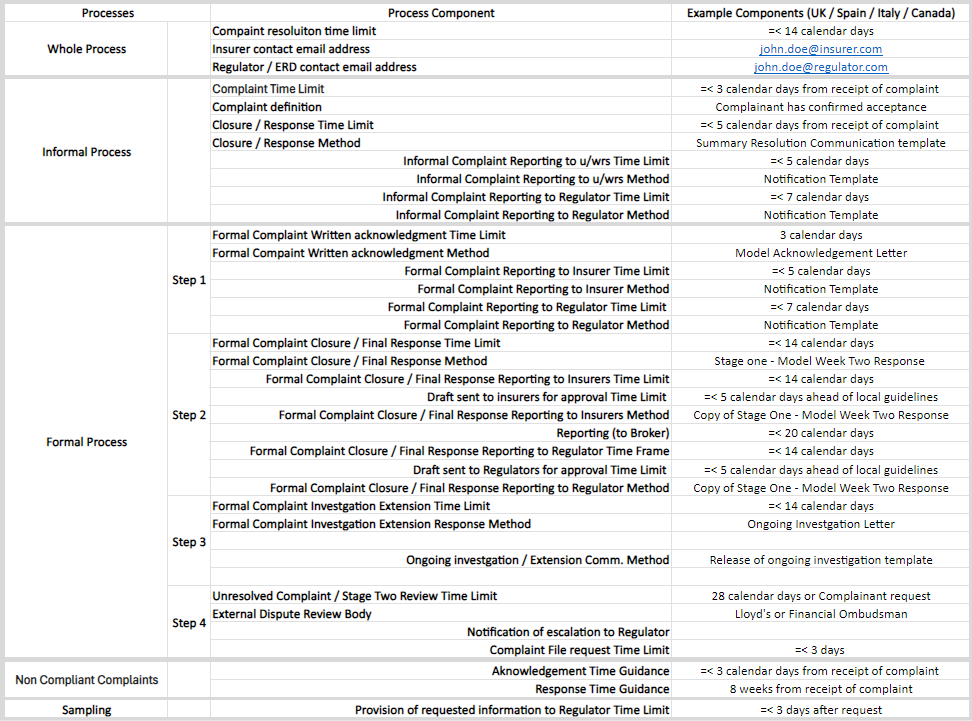 Processes Process Component Example Components (UK / Spain / Italy / Canada)
Whole Process
Compaint resoluiton time limit =< 14 calendar days
Insurer contact email address john.doe@insurer.com
Regulator / ERD contact email address john.doe@regulator.com
Informal Process
Complaint Time Limit =< 3 calendar days from receipt of complaint
Complaint definition Complainant has confirmed acceptance
Closure / Response Time Limit =< 5 calendar days from receipt of complaint
Closure / Response Method Summary Resolution Communication template
Informal Complaint Reporting to u/wrs Time Limit =< 5 calendar days
Informal Complaint Reporting to u/wrs Method Notification Template
Informal Complaint Reporting to Regulator Time Limit =< 7 calendar days
Informal Complaint Reporting to Regulator Method Notification Template
Formal Process
Step 1
Formal Complaint Written acknowledgment Time Limit 3 calendar days
Formal Compaint Written acknowledgment Method Model Acknowledgement Letter
Formal Complaint Reporting to Insurer Time Limit =< 5 calendar days
Formal Complaint Reporting to Insurer Method Notification Template
Formal Complaint Reporting to Regulator Time Limit =< 7 calendar days
Formal Complaint Reporting to Regulator Method Notification Template
Step 2
Formal Complaint Closure / Final Response Time Limit =< 14 calendar days
Formal Complaint Closure / Final Response Method Stage one - Model Week Two Response
Formal Complaint Closure / Final Response Reporting to Insurers Time Limit =< 14 calendar days
Draft sent to insurers for approval Time Limit =< 5 calendar days ahead of local guidelines
Formal Complaint Closure / Final Response Reporting to Insurers Method Copy of Stage One - Model Week Two Response
Reporting (to Broker) =< 20 calendar days
Formal Complaint Closure / Final Response Reporting to Regulator Time Frame =< 14 calendar days
Draft sent to Regulators for approval Time Limit =< 5 calendar days ahead of local guidelines
Formal Complaint Closure / Final Response Reporting to Regulator Method Copy of Stage One - Model Week Two Response
Step 3
Formal Complaint Investgation Extension Time Limit =< 14 calendar days
Formal Complaint Investgation Extension Response Method Ongoing Investgation Letter
Ongoing investgation / Extension Comm. Method Release of ongoing investigation template
Step 4
Unresolved Complaint / Stage Two Review Time Limit 28 calendar days or Complainant request
External Dispute Review Body Lloyd's or Financial Ombudsman
Notification of escalation to Regulator
Complaint File request Time Limit =< 3 days
Non Compliant Complaints
Aknowledgement Time Guidance =< 3 calendar days from receipt of complaint
Response Time Guidance 8 weeks from receipt of complaint
Sampling Provision of requested information to Regulator Time Limit =< 3 days after request